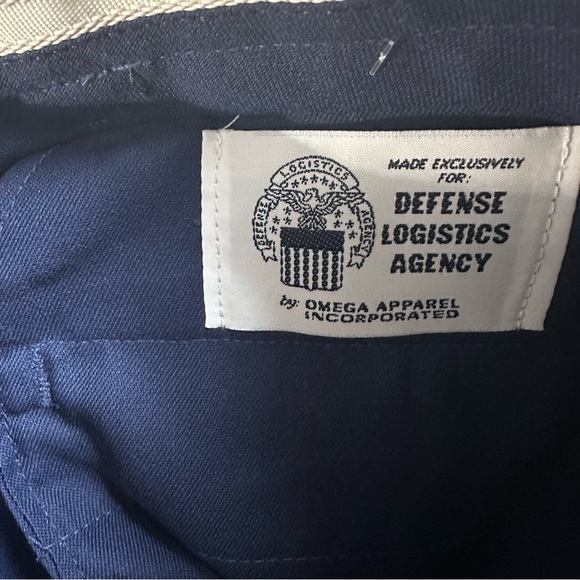 LOGISTICS
DEFENSE
AGENCY
MADE EXCLUSIVELY
FOR:
DEFENSE
LOGISTICS
AGENCY
by: OMEGA APPAREL
INCORPORATED